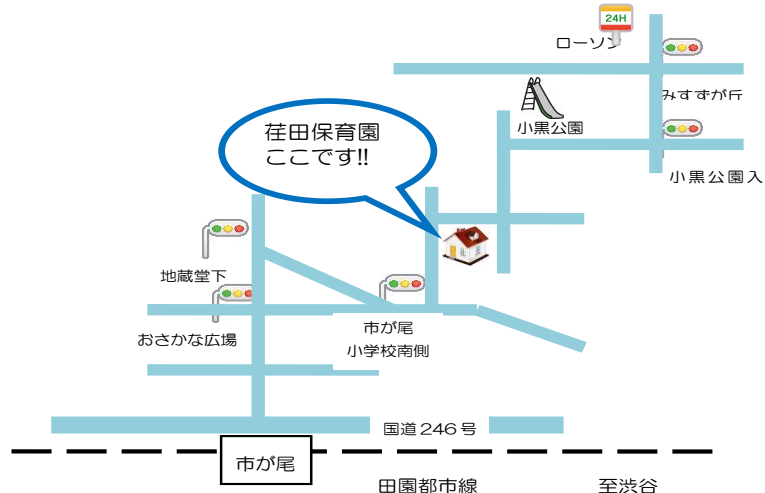 24H
ローソン
みすずが丘
小黒公園
小黒公園入
荏田保育園
ここです!!
地蔵堂下
おさかな広場
市が尾
小学校南側
国道246号
市が尾
田園都市線
至渋谷